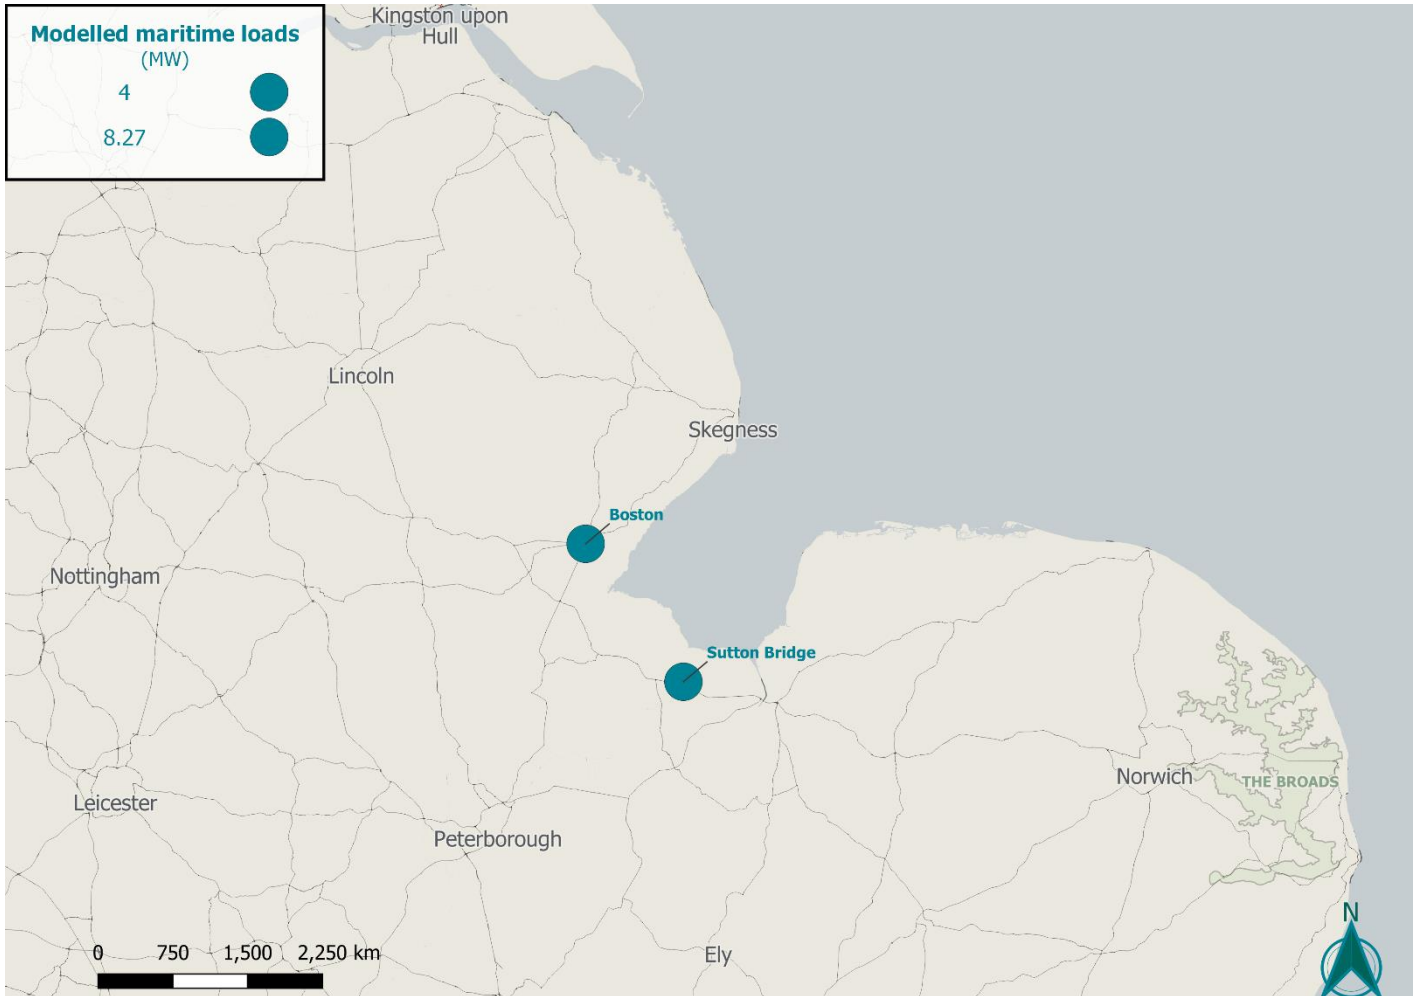 Modelled maritime loads
(MW)
4
8.27
Kingston upon
Hull
Lincoln
Skegness
Boston
Nottingham
Sutton Bridge
Norwich
THE BROADS
Leicester
Peterborough
N
0 750 1,500 2,250 km
Ely